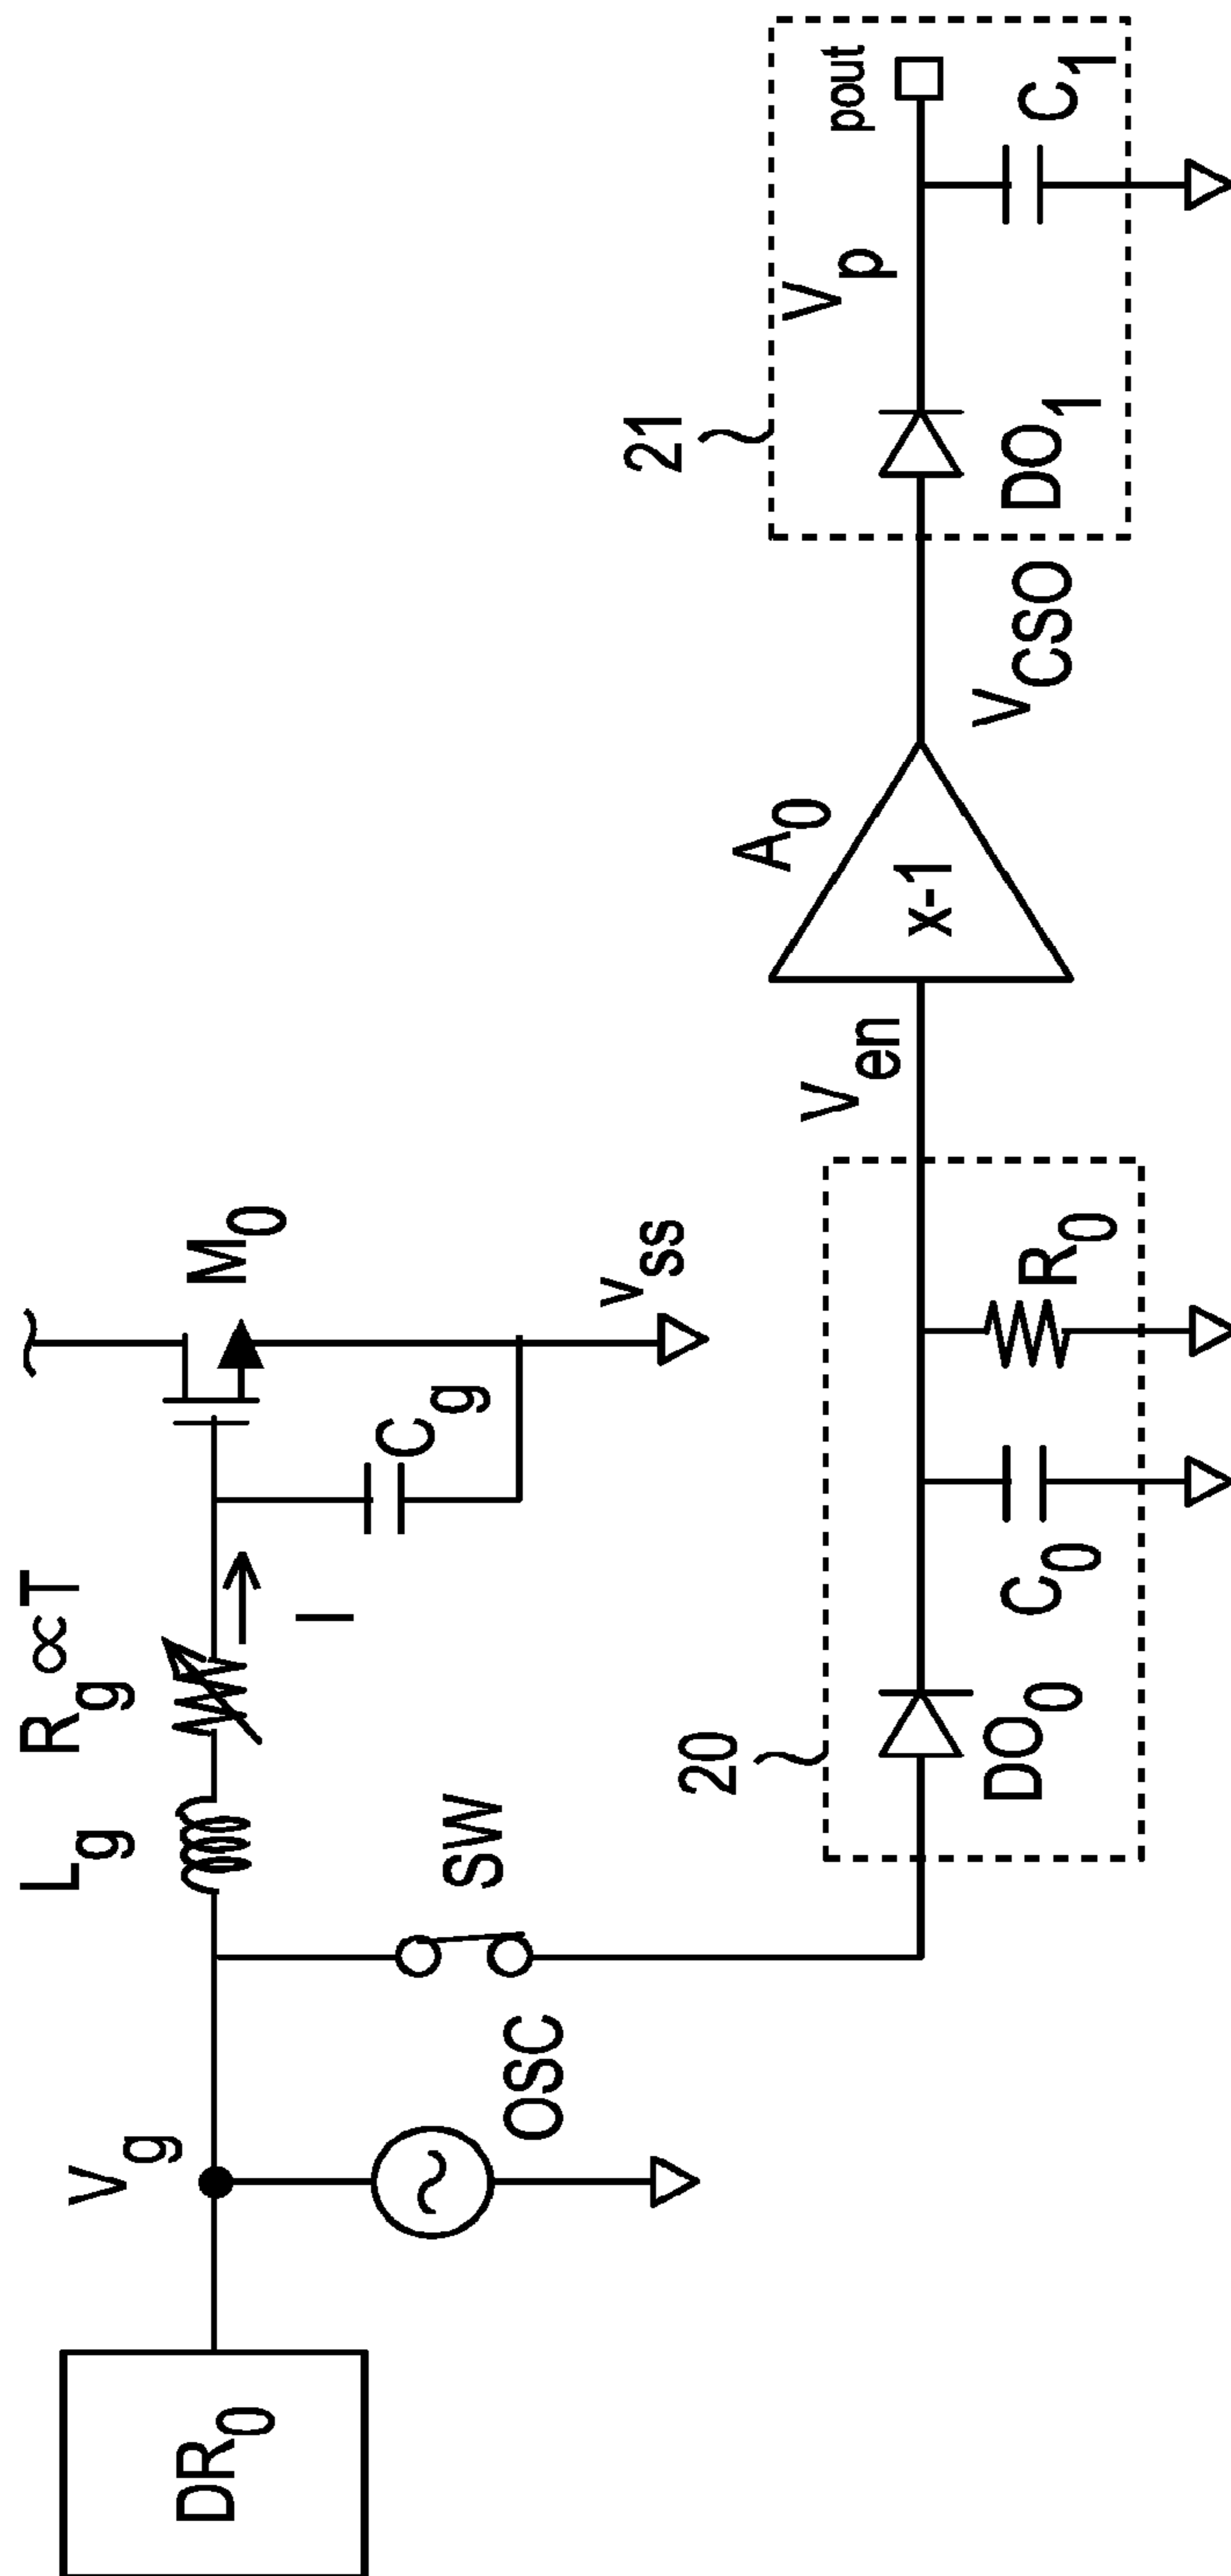 DR0
Vg
OSC
SW
Lg
Rg ∝T
I
Cg
M0
vss
20
DO0
C0
R0
Ven
A0
x-1
VCSO
21
DO1
Vp
pout
C1